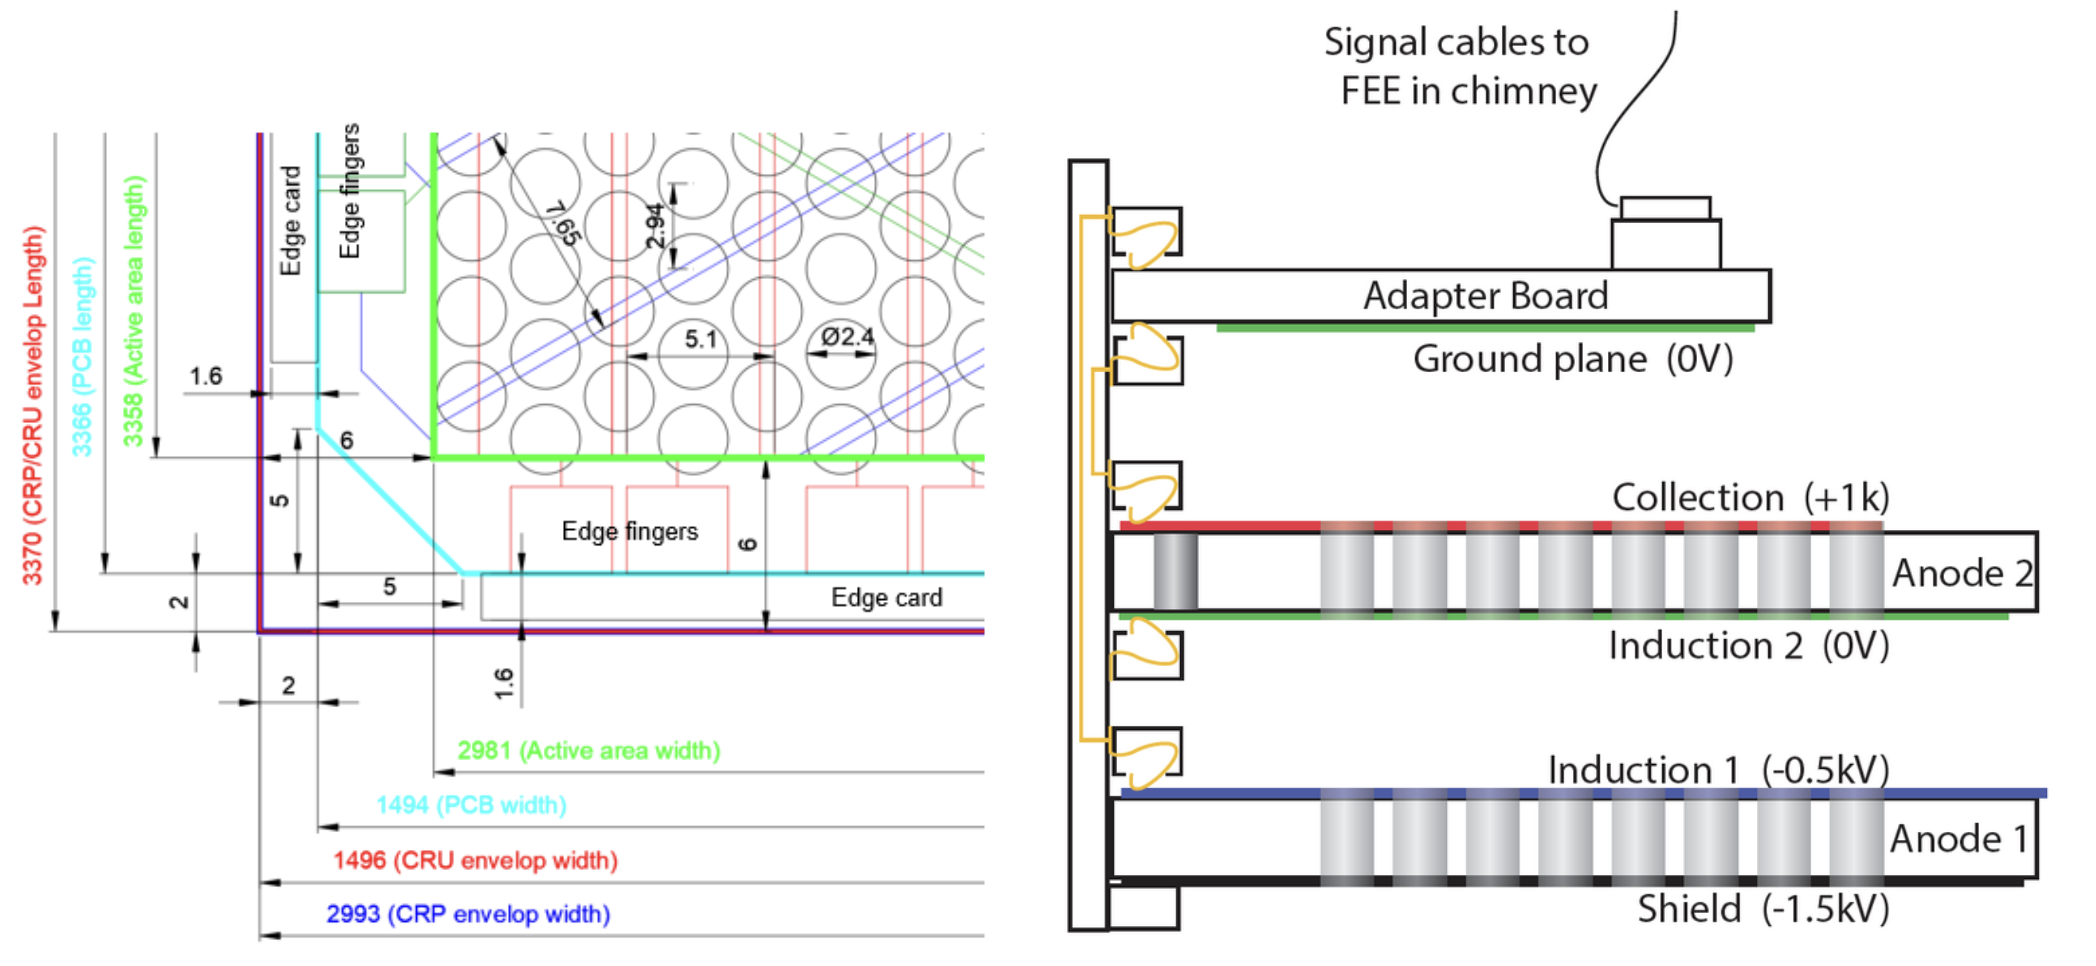 3370 (CRP/CRU envelop Length)
3366 (PCB length)
3358 (Active area length)
Edge card
Edge fingers
7.65
2.94
5.1
Ø2.4
1.6
6
5
5
2
2
Edge fingers
6
Edge card
1.6
2981 (Active area width)
1494 (PCB width)
1496 (CRU envelop width)
2993 (CRP envelop width)
Signal cables to
FEE in chimney
Adapter Board
Ground plane (0V)
Collection (+1k)
Anode 2
Induction 2 (0V)
Induction 1 (-0.5kV)
Anode 1
Shield (-1.5kV)